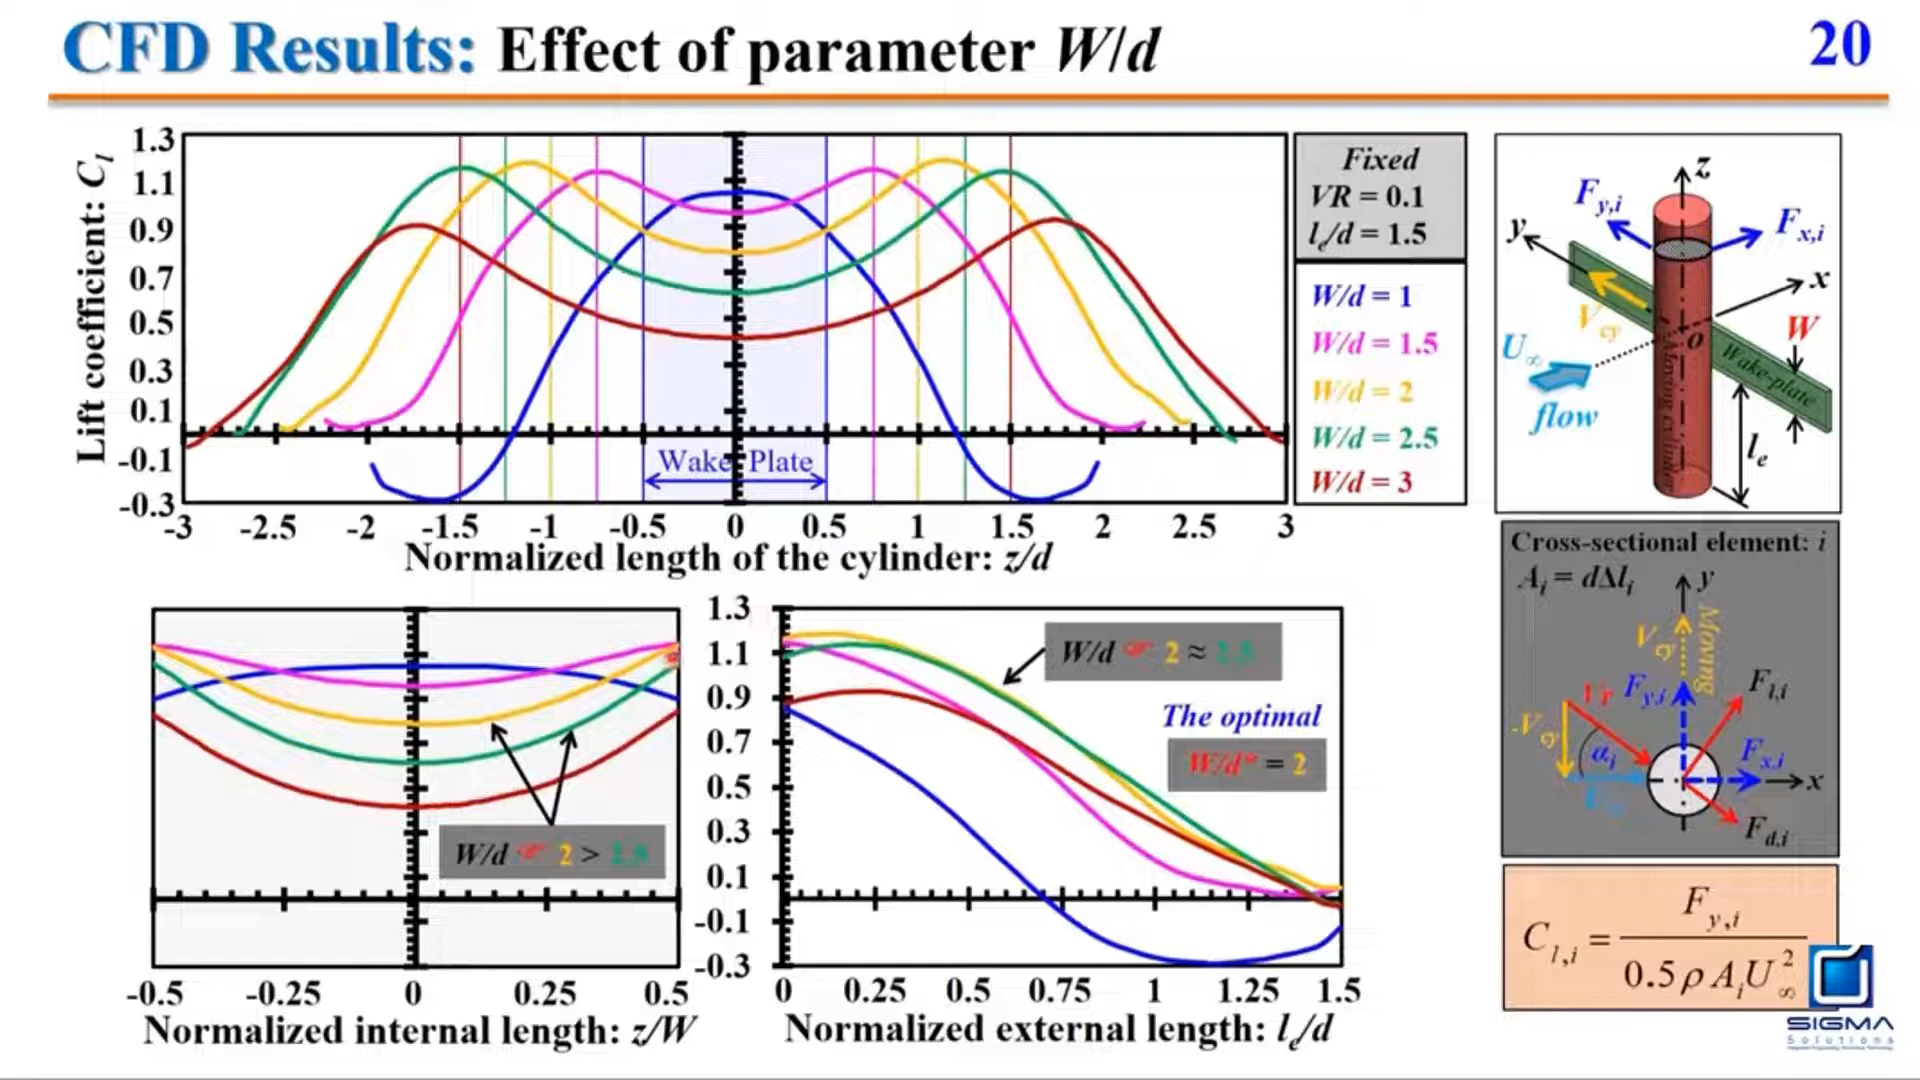 CFD Results: Effect of parameter W/d
20
Lift coefficient: C_l
1.3
1.1
0.9
0.7
0.5
0.3
0.1
-0.1
-0.3
Wake Plate
-3 -2.5 -2 -1.5 -1 -0.5 0 0.5 1 1.5 2 2.5 3
Normalized length of the cylinder: z/d
Fixed
VR = 0.1
l_e/d = 1.5
W/d = 1
W/d = 1.5
W/d = 2
W/d = 2.5
W/d = 3
z
F_y,i
F_x,i
y
x
V_cy
o
W
U_∞
Moving cylinder
Wake-plate
flow
l_e
W/d ☞ 2 >
-0.5 -0.25 0 0.25 0.5
Normalized internal length: z/W
1.3
1.1
0.9
0.7
0.5
0.3
0.1
-0.1
-0.3
W/d ☞ 2 ≈
The optimal
W/d* = 2
0 0.25 0.5 0.75 1 1.25 1.5
Normalized external length: l_e/d
Cross-sectional element: i
A_i = dΔl_i
y
Moving
V_cy
F_l,i
Vr
F_y,i
-V_cy
α_i
F_x,i
x
F_d,i
C_l,i = F_y,i / 0.5 ρ A_i U_∞^2
SIGMA
Solutions